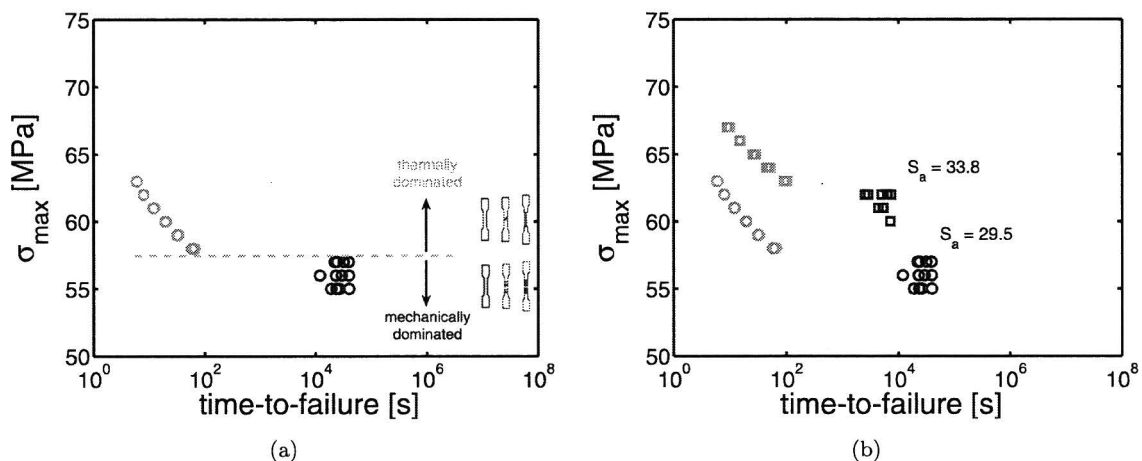 75
70
65
60
55
50
σmax [MPa]
thermally
dominated
mechanically
dominated
10^0 10^2 10^4 10^6 10^8
time-to-failure [s]
(a)
75
70
65
60
55
50
σmax [MPa]
S_a = 33.8
S_a = 29.5
10^0 10^2 10^4 10^6 10^8
time-to-failure [s]
(b)